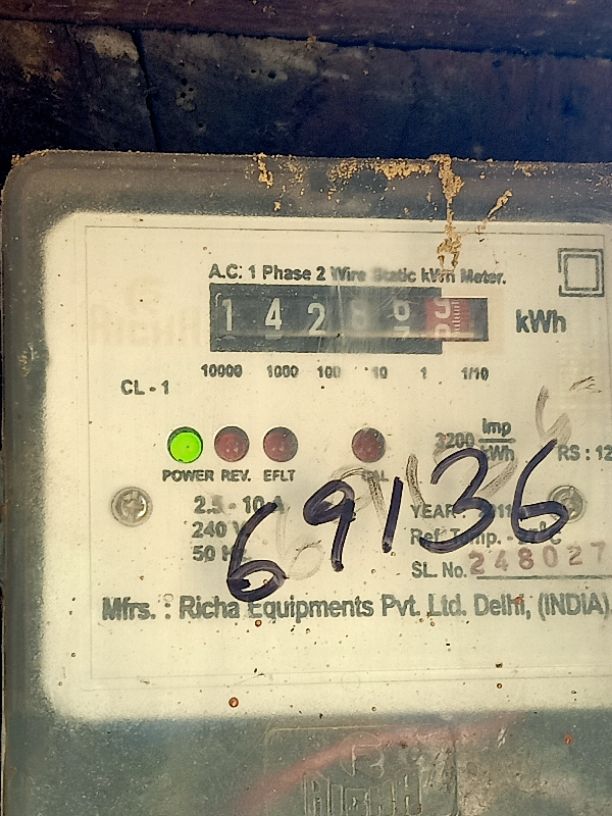 A.C. 1 Phase 2 Wire Static kWh Meter.
1 4 2 8 kWh
10000 1000 100 10 1 1/10
CL - 1
3200 Imp/kWh RS : 12
POWER REV. EFLT CAL
2.5 - 10 A
240 V
50 Hz
YEAR
Ref. Temp. - °C
SL. No. 248027
69136
Mfrs. : Richa Equipments Pvt. Ltd. Delhi, (INDIA)